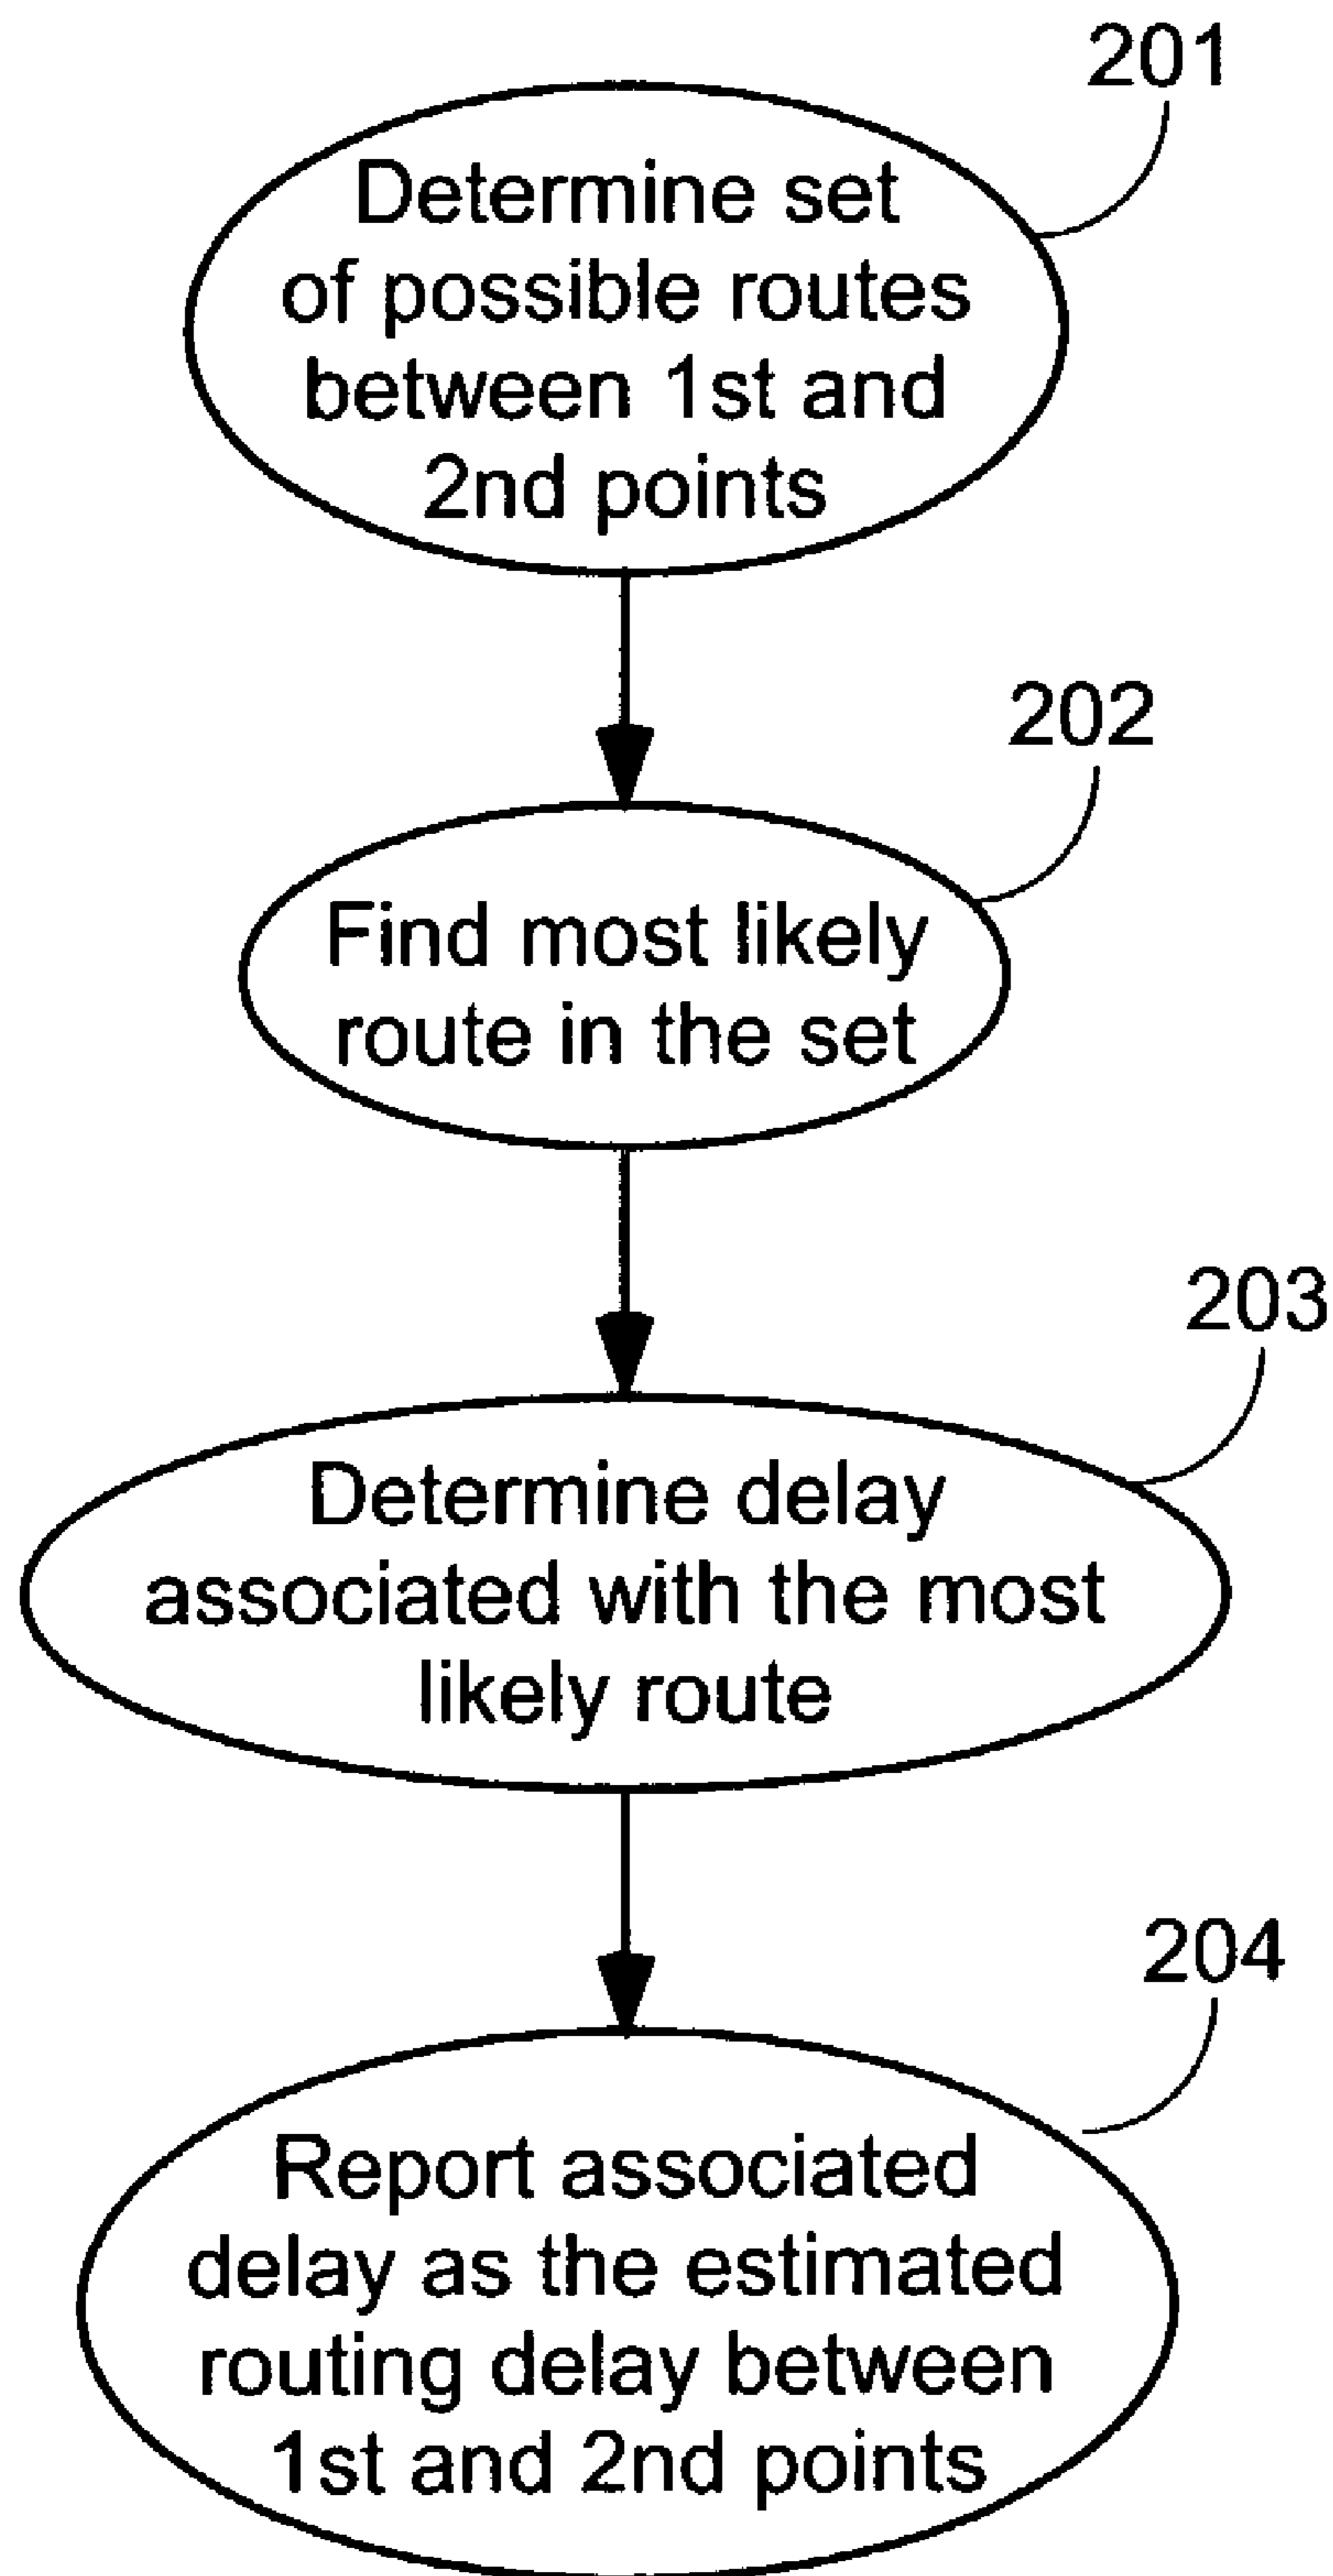 201
Determine set
of possible routes
between 1st and
2nd points
202
Find most likely
route in the set
203
Determine delay
associated with the most
likely route
204
Report associated
delay as the estimated
routing delay between
1st and 2nd points